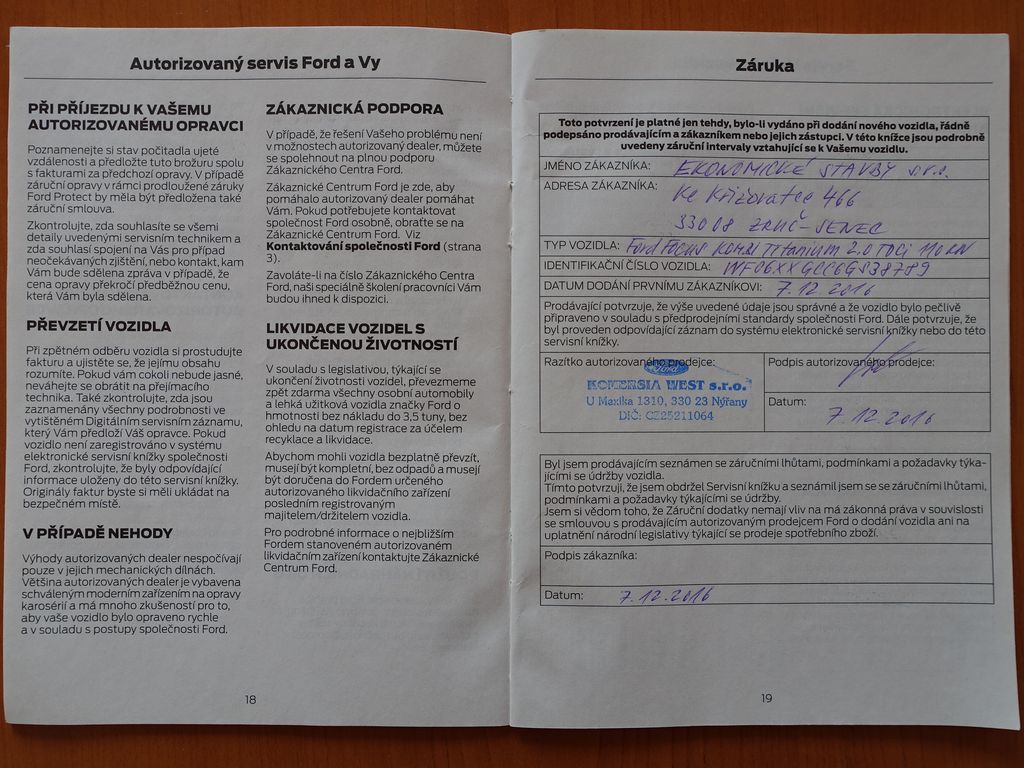 Autorizovaný servis Ford a Vy
PŘI PŘÍJEZDU K VAŠEMU
AUTORIZOVANÉMU OPRAVCI
Poznamenejte si stav počitadla ujeté
vzdálenosti a předložte tuto brožuru spolu
s fakturami za předchozí opravy. V případě
záruční opravy v rámci prodloužené záruky
Ford Protect by měla být předložena také
záruční smlouva.
Zkontrolujte, zda souhlasíte se všemi
detaily uvedenými servisním technikem a
zda souhlasí spojení na Vás pro případ
neočekávaných zjištění, nebo kontakt, kam
Vám bude sdělena zpráva v případě, že
cena opravy překročí předběžnou cenu,
která Vám byla sdělena.
PŘEVZETÍ VOZIDLA
Při zpětném odběru vozidla si prostudujte
fakturu a ujistěte se, že jejímu obsahu
rozumíte. Pokud vám cokoli nebude jasné,
neváhejte se obrátit na přejímacího
technika. Také zkontrolujte, zda jsou
zaznamenány všechny podrobnosti ve
vytištěném Digitálním servisním záznamu,
který Vám předloží Váš opravce. Pokud
vozidlo není zaregistrováno v systému
elektronické servisní knížky společnosti
Ford, zkontrolujte, že byly odpovídající
informace uloženy do této servisní knížky.
Originály faktur byste si měli ukládat na
bezpečném místě.
V PŘÍPADĚ NEHODY
Výhody autorizovaných dealer nespočívají
pouze v jejich mechanických dílnách.
Většina autorizovaných dealer je vybavena
schváleným moderním zařízením na opravy
karosérií a má mnoho zkušeností pro to,
aby vaše vozidlo bylo opraveno rychle
a v souladu s postupy společnosti Ford.
ZÁKAZNICKÁ PODPORA
V případě, že řešení Vašeho problému není
v možnostech autorizovaný dealer, můžete
se spolehnout na plnou podporu
Zákaznického Centra Ford.
Zákaznické Centrum Ford je zde, aby
pomáhalo autorizovaný dealer pomáhat
Vám. Pokud potřebujete kontaktovat
společnost Ford osobně, obraťte se na
Zákaznické Centrum Ford. Viz
Kontaktování společnosti Ford (strana
3).
Zavoláte-li na číslo Zákaznického Centra
Ford, naši speciálně školení pracovníci Vám
budou ihned k dispozici.
LIKVIDACE VOZIDEL S
UKONČENOU ŽIVOTNOSTÍ
V souladu s legislativou, týkající se
ukončení životnosti vozidel, převezmeme
zpět zdarma všechny osobní automobily
a lehká užitková vozidla značky Ford o
hmotnosti bez nákladu do 3,5 tuny, bez
ohledu na datum registrace za účelem
recyklace a likvidace.
Abychom mohli vozidla bezplatně převzít,
musejí být kompletní, bez odpadů a musejí
být doručena do Fordem určeného
autorizovaného likvidačního zařízení
posledním registrovaným
majitelem/držitelem vozidla.
Pro podrobné informace o nejbližším
Fordem stanoveném autorizovaném
likvidačním zařízení kontaktujte Zákaznické
Centrum Ford.
18
Záruka
Toto potvrzení je platné jen tehdy, bylo-li vydáno při dodání nového vozidla, řádně
podepsáno prodávajícím a zákazníkem nebo jejich zástupci. V této knížce jsou podrobně
uvedeny záruční intervaly vztahující se k Vašemu vozidlu.
JMÉNO ZÁKAZNÍKA: EKONOMICKÉ STAVBY s.r.o.
ADRESA ZÁKAZNÍKA: Ke Křižovatce 466
33008 ZRUČ-SENEC
TYP VOZIDLA: Ford Focus KOMBI TITanium 2.0 TDCi 110 kW
IDENTIFIKAČNÍ ČÍSLO VOZIDLA: WF06XXGCC6GS38789
DATUM DODÁNÍ PRVNÍMU ZÁKAZNÍKOVI: 7.12.2016
Prodávající potvrzuje, že výše uvedené údaje jsou správné a že vozidlo bylo pečlivě
připraveno v souladu s předprodejními standardy společnosti Ford. Dále potvrzuje, že
byl proveden odpovídající záznam do systému elektronické servisní knížky nebo do této
servisní knížky.
Razítko autorizovaného prodejce:
Ford
KOMERSIA WEST s.r.o.
U Mexika 1310, 330 23 Nýřany
DIČ: CZ25211064
Podpis autorizovaného prodejce:
Datum:
7.12.2016
Byl jsem prodávajícím seznámen se záručními lhůtami, podmínkami a požadavky týka-
jícími se údržby vozidla.
Tímto potvrzuji, že jsem obdržel Servisní knížku a seznámil jsem se se záručními lhůtami,
podmínkami a požadavky týkajícími se údržby.
Jsem si vědom toho, že Záruční dodatky nemají vliv na má zákonná práva v souvislosti
se smlouvou s prodávajícím autorizovaným prodejcem Ford o dodání vozidla ani na
uplatnění národní legislativy týkající se prodeje spotřebního zboží.
Podpis zákazníka:
Datum: 7.12.2016
19